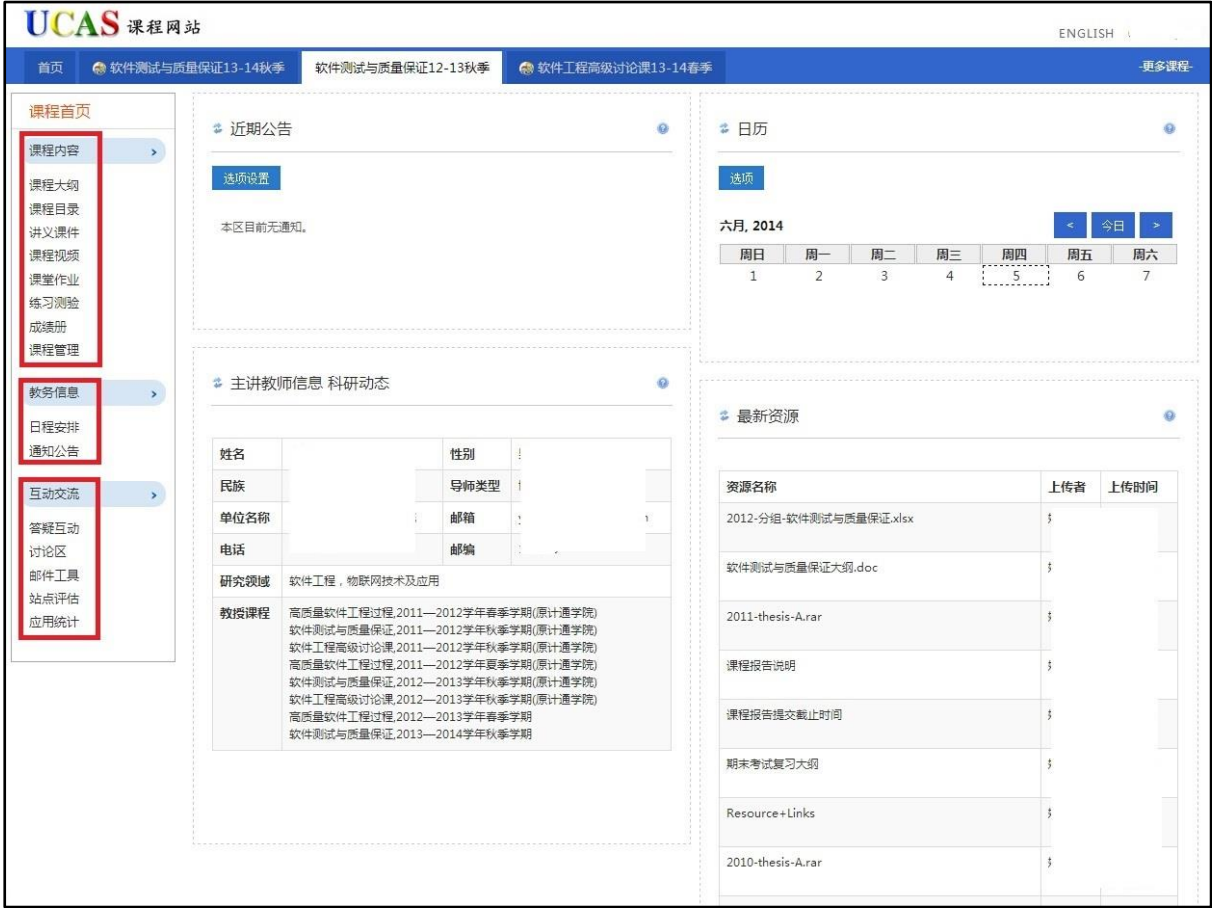 UCAS 课程网站
ENGLISH
首页 软件测试与质量保证13-14秋季 软件测试与质量保证12-13秋季 软件工程高级讨论课13-14春季 -更多课程-
课程首页
课程内容
课程大纲
课程目录
讲义课件
课程视频
课堂作业
练习测验
成绩册
课程管理
教务信息
日程安排
通知公告
互动交流
答疑互动
讨论区
邮件工具
站点评估
应用统计
近期公告
选项设置
本区目前无通知。
主讲教师信息 科研动态
姓名 性别
民族 导师类型
单位名称 邮箱
电话 邮编
研究领域 软件工程，物联网技术及应用
教授课程 高质量软件工程过程,2011—2012学年春季学期(原计通学院)
软件测试与质量保证,2011—2012学年秋季学期(原计通学院)
软件工程高级讨论课,2011—2012学年秋季学期(原计通学院)
高质量软件工程过程,2011—2012学年夏季学期(原计通学院)
软件测试与质量保证,2012—2013学年秋季学期(原计通学院)
软件工程高级讨论课,2012—2013学年秋季学期(原计通学院)
高质量软件工程过程,2012—2013学年春季学期
软件测试与质量保证,2013—2014学年秋季学期
日历
选项
六月, 2014 < 今日 >
周日 周一 周二 周三 周四 周五 周六
1 2 3 4 5 6 7
最新资源
资源名称 上传者 上传时间
2012-分组-软件测试与质量保证.xlsx
软件测试与质量保证大纲.doc
2011-thesis-A.rar
课程报告说明
课程报告提交截止时间
期末考试复习大纲
Resource+Links
2010-thesis-A.rar